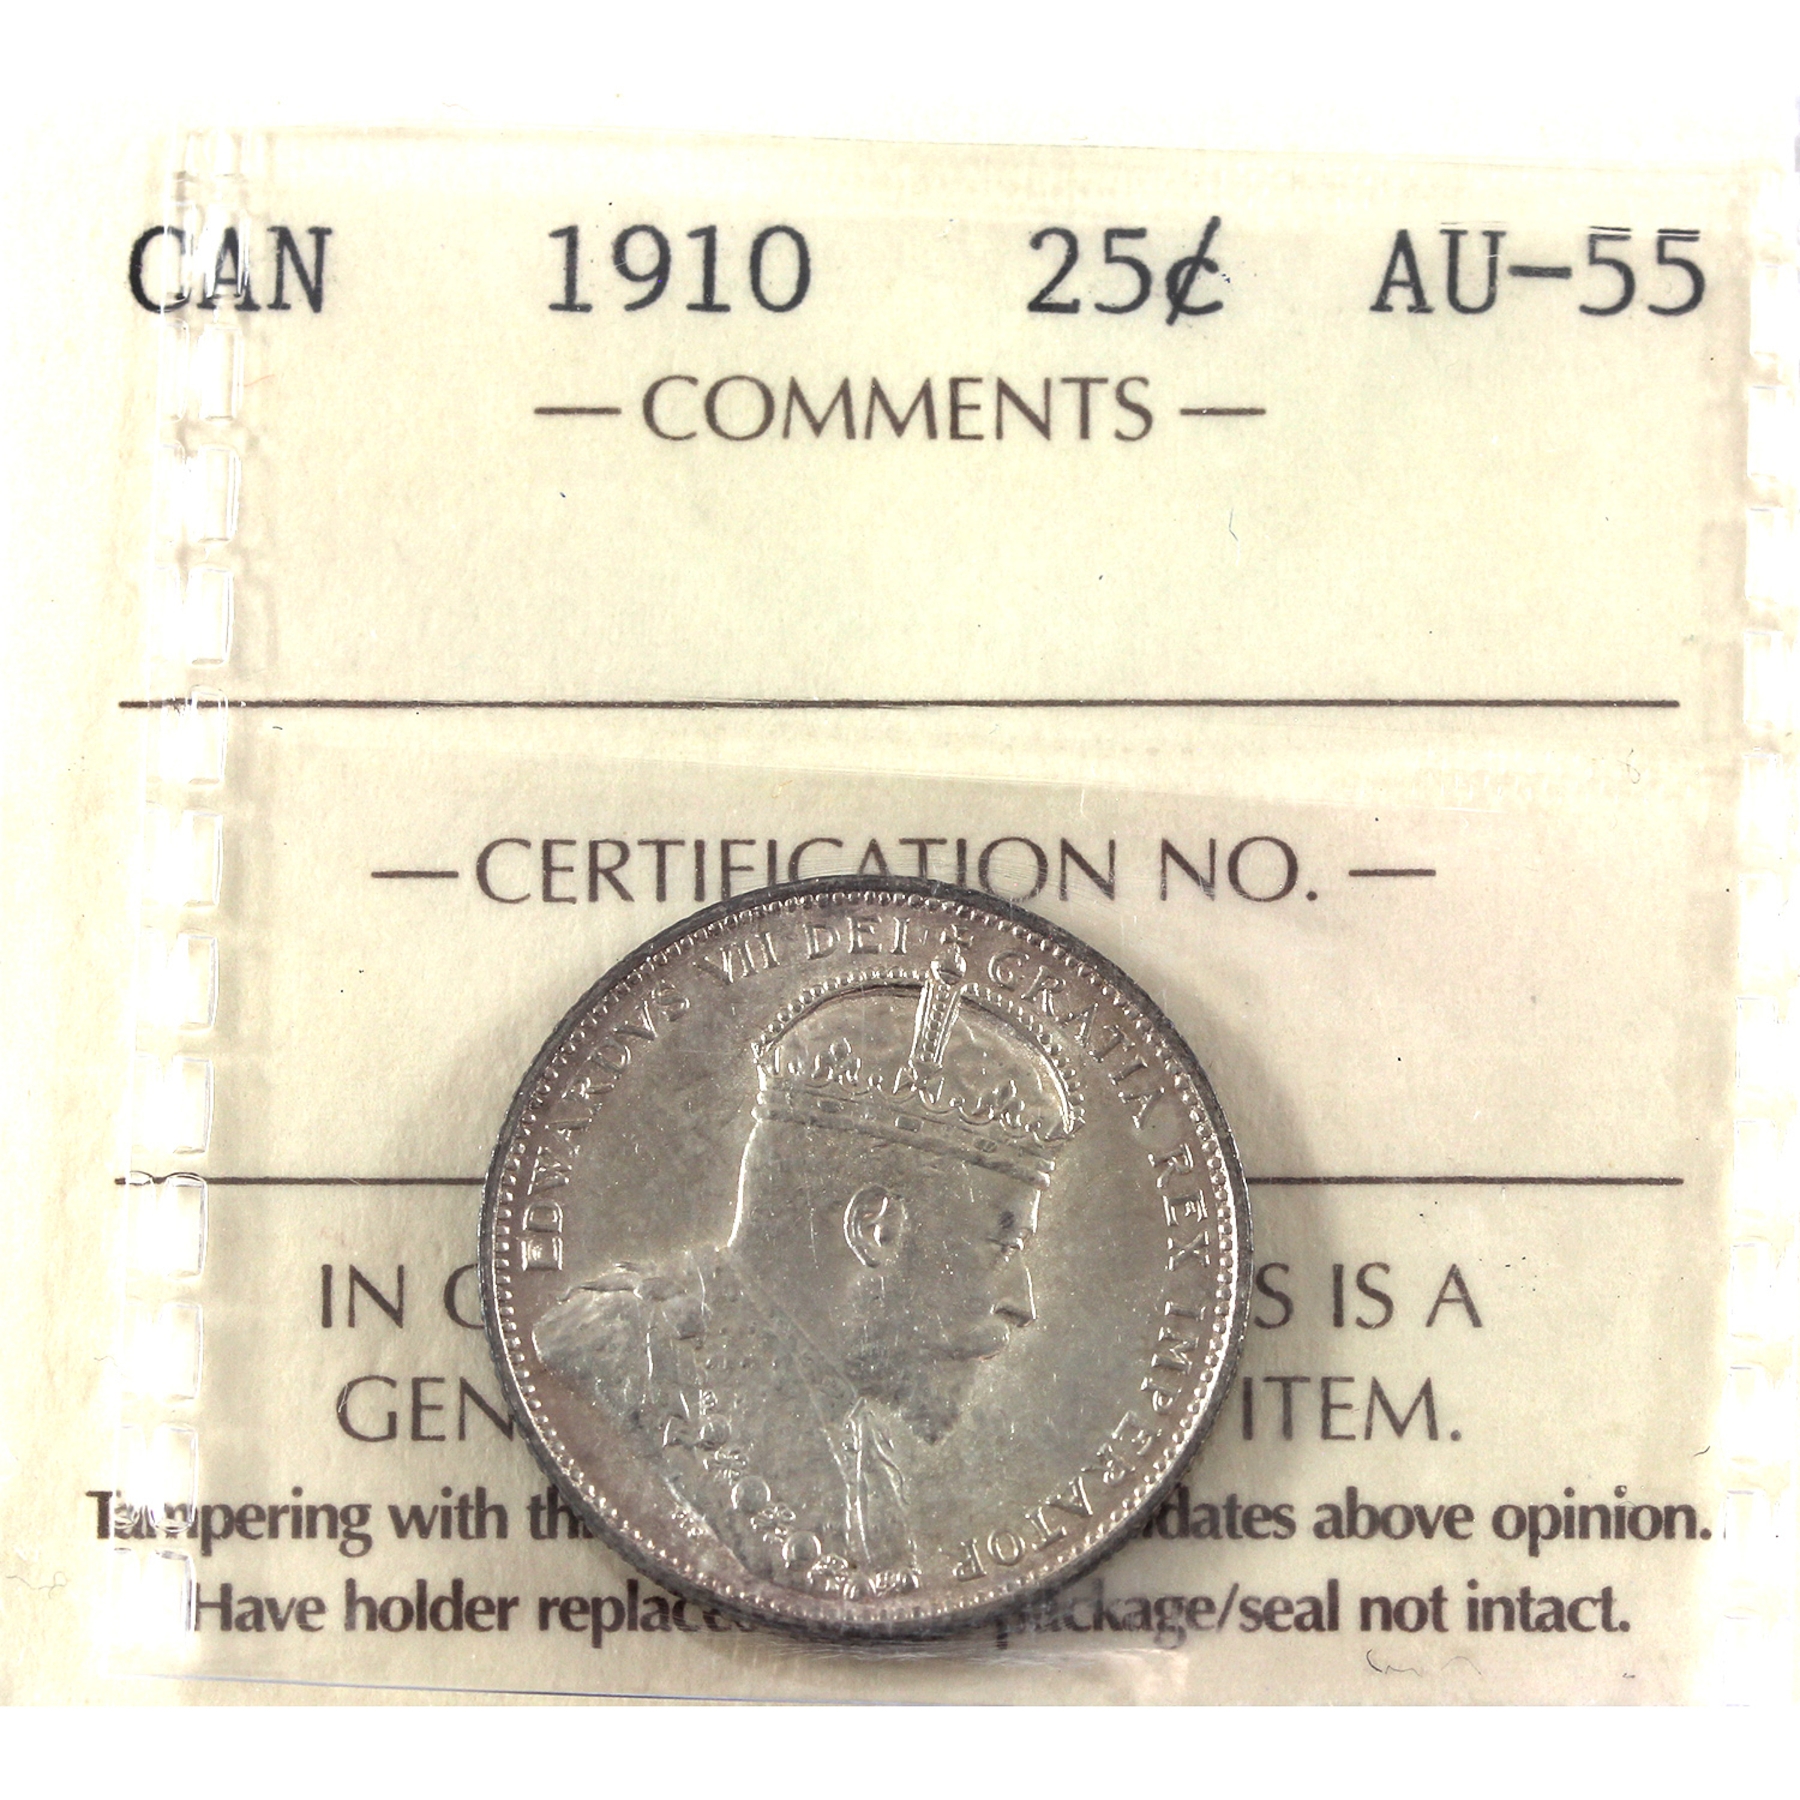 CAN 1910 25¢ AU-55
— COMMENTS —
— CERTIFICATION NO. —
EDWARDVS VII DEI GRATIA REX IMPERATOR
IN S IS A
GEN ITEM.
Tampering with th dates above opinion.
Have holder replace package/seal not intact.